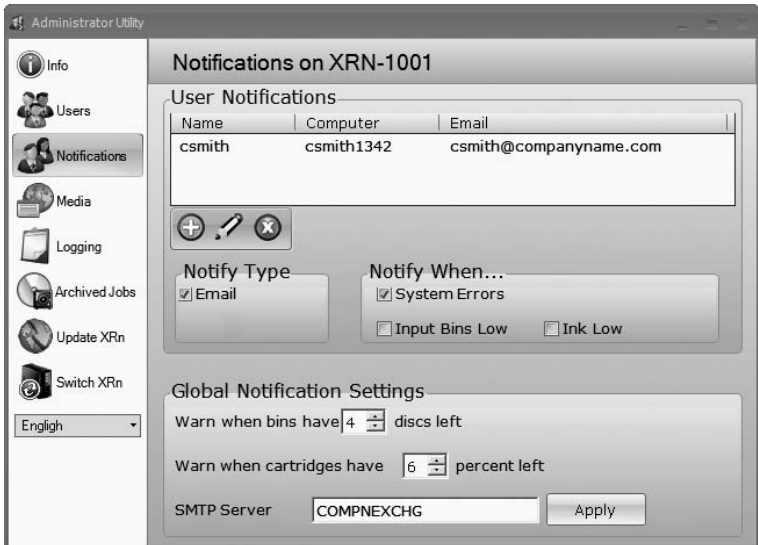 Administrator Utility
Info
Users
Notifications
Media
Logging
Archived Jobs
Update XRn
Switch XRn
Engligh
Notifications on XRN-1001
User Notifications
Name Computer Email
csmith csmith1342 csmith@companyname.com
Notify Type
Email
Notify When...
System Errors
Input Bins Low Ink Low
Global Notification Settings
Warn when bins have 4 discs left
Warn when cartridges have 6 percent left
SMTP Server COMPNEXCHG Apply